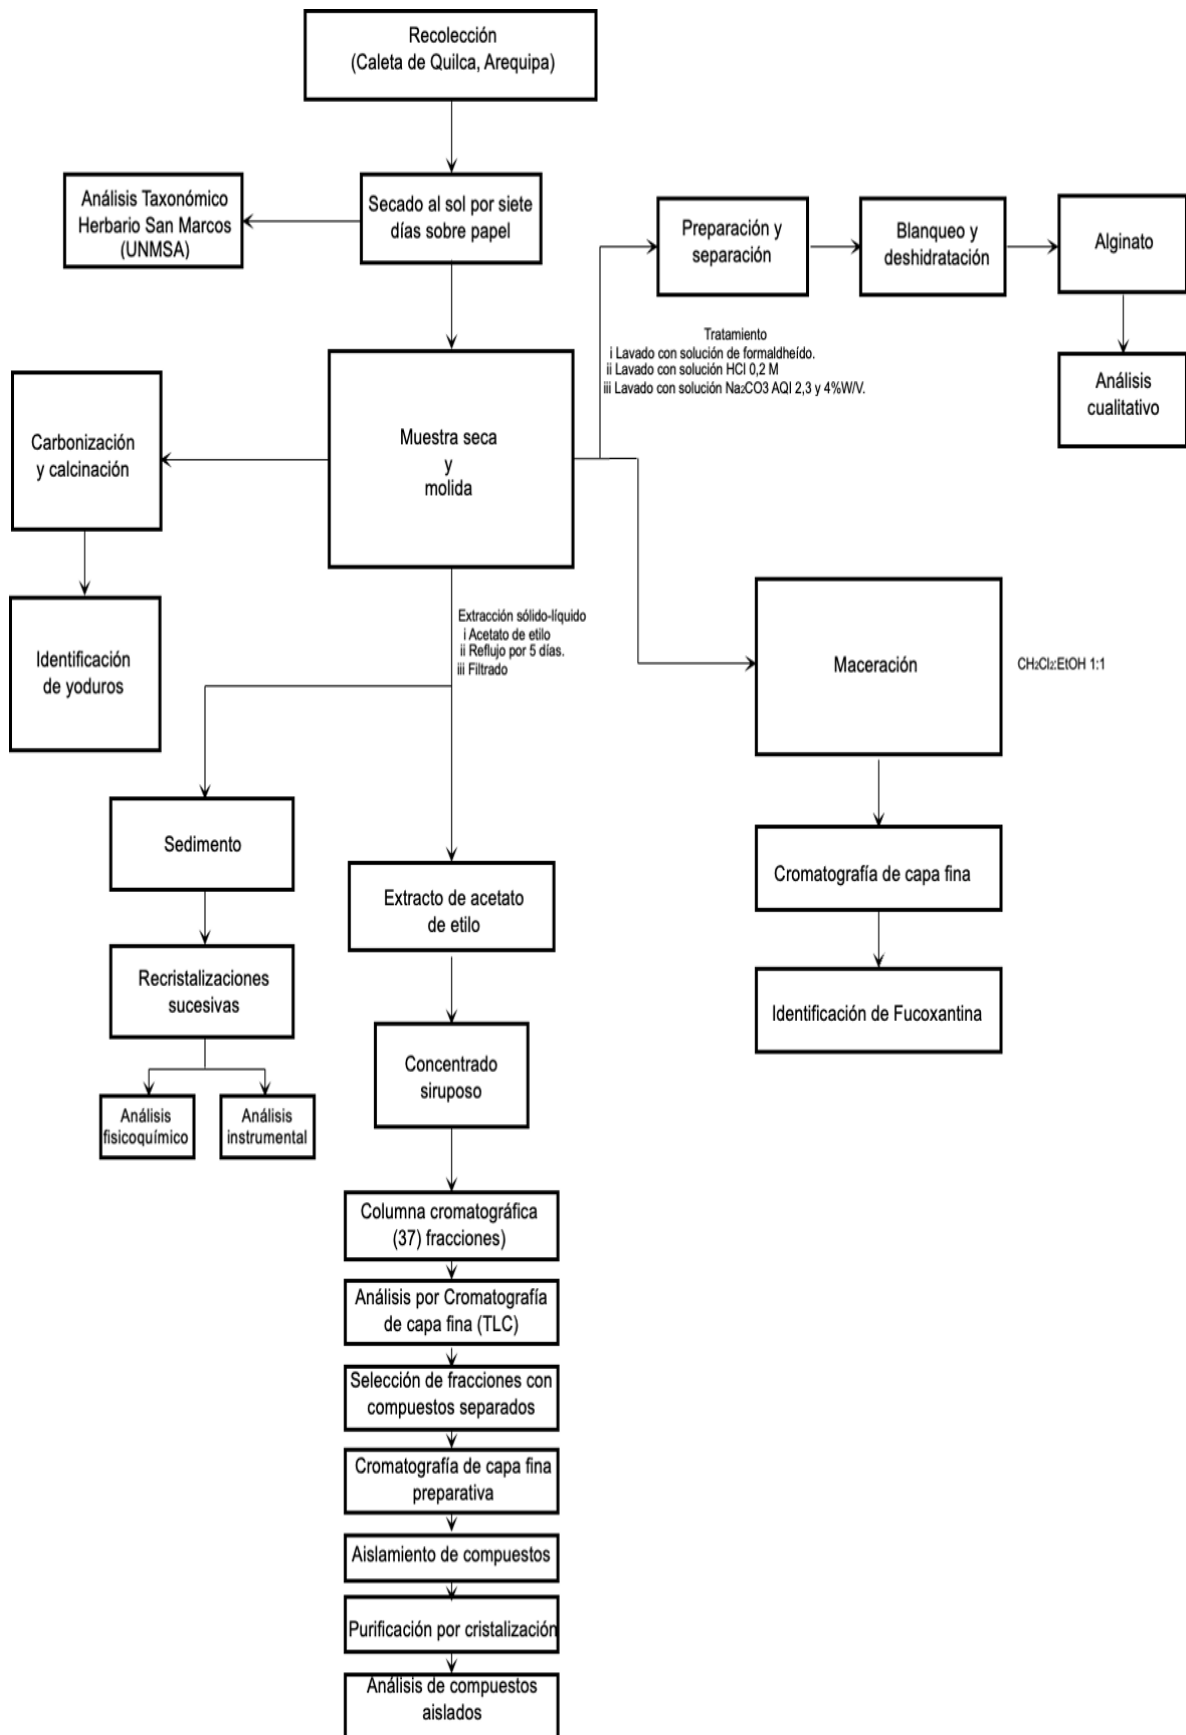 Recolección
(Caleta de Quilca, Arequipa)
Análisis Taxonómico
Herbario San Marcos
(UNMSA)
Secado al sol por siete
días sobre papel
Preparación y
separación
Blanqueo y
deshidratación
Alginato
Tratamiento
i Lavado con solución de formaldheído.
ii Lavado con solución HCl 0,2 M
iii Lavado con solución Na₂CO3 AQI 2,3 y 4%W/V.
Análisis
cualitativo
Carbonización
y calcinación
Muestra seca
y
molida
Identificación
de yoduros
Extracción sólido-líquido
i Acetato de etilo
ii Reflujo por 5 días.
iii Filtrado
Maceración
CH₂Cl₂:EtOH 1:1
Sedimento
Extracto de acetato
de etilo
Cromatografía de capa fina
Recristalizaciones
sucesivas
Identificación de Fucoxantina
Concentrado
siruposo
Análisis
fisicoquímico
Análisis
instrumental
Columna cromatográfica
(37) fracciones)
Análisis por Cromatografía
de capa fina (TLC)
Selección de fracciones con
compuestos separados
Cromatografía de capa fina
preparativa
Aislamiento de compuestos
Purificación por cristalización
Análisis de compuestos
aislados